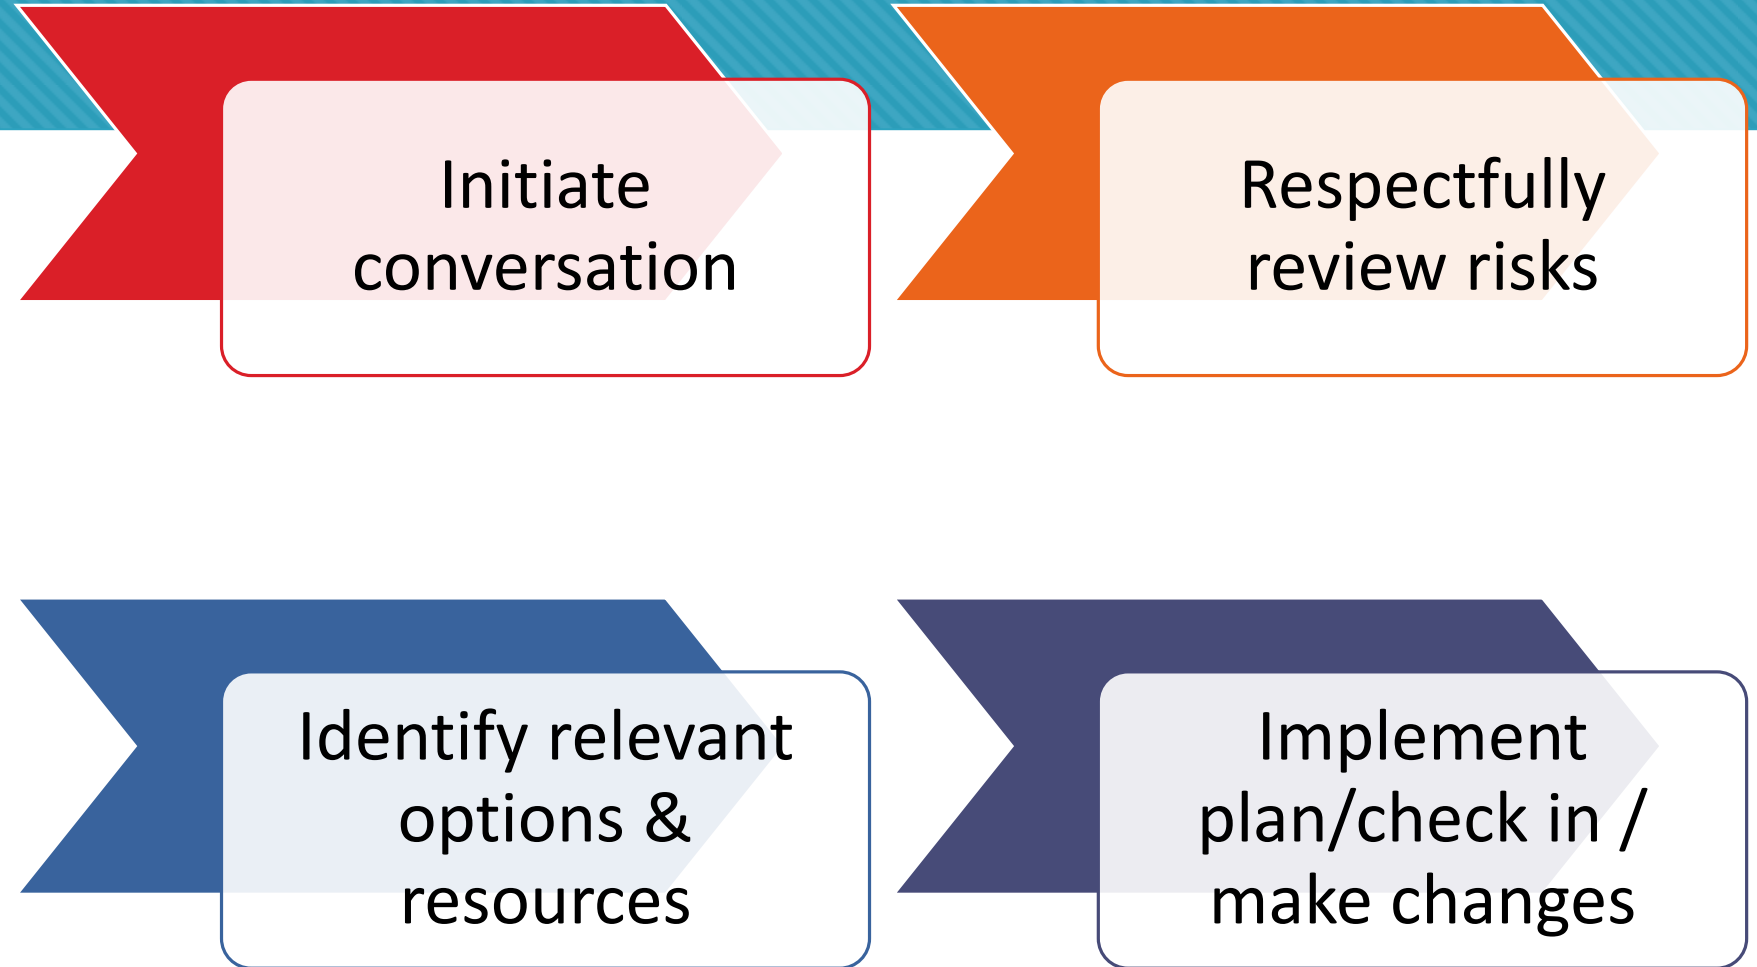 Initiate
conversation
Respectfully
review risks
Identify relevant
options &
resources
Implement
plan/check in /
make changes